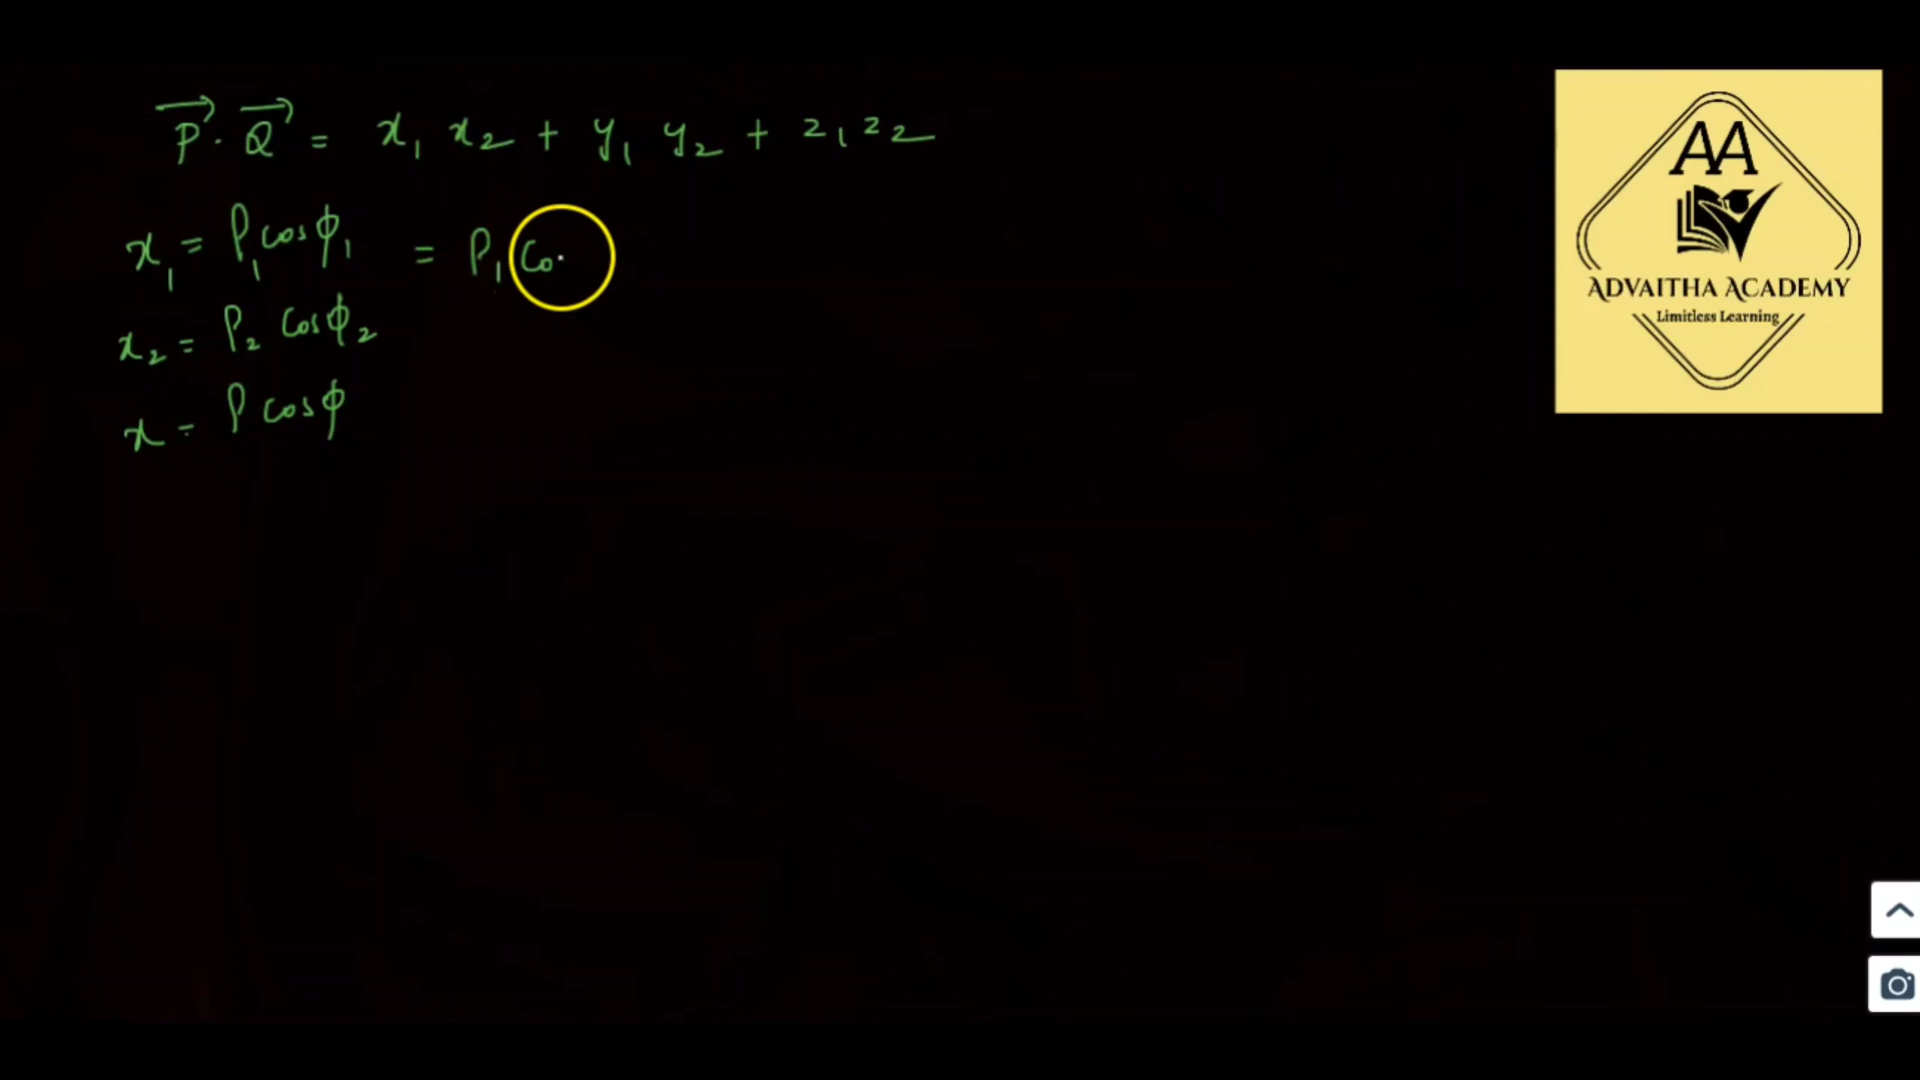 P⃗ · Q⃗ = x₁ x₂ + y₁ y₂ + z₁ z₂
x₁ = ρ₁ cos φ₁ = ρ₁ Co
x₂ = ρ₂ cos φ₂
x = ρ cos φ
AA
ADVAITHA ACADEMY
Limitless Learning